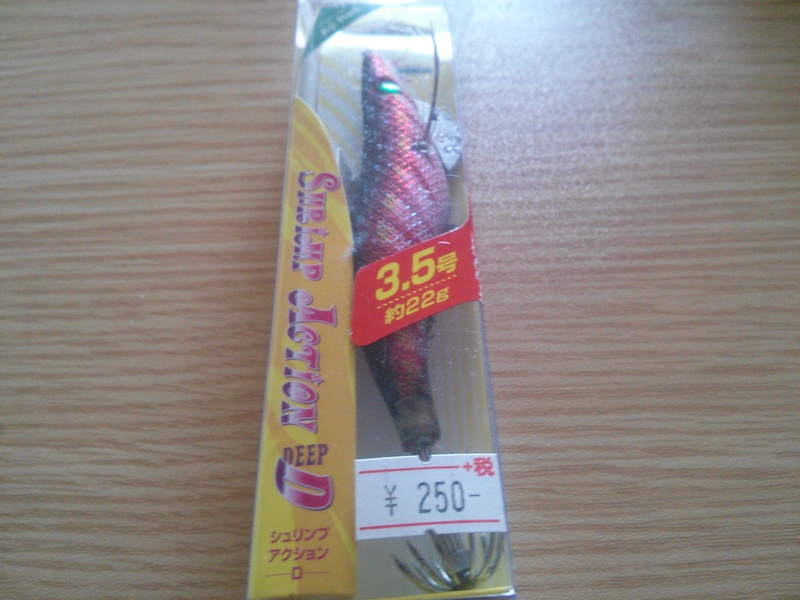 SHRIMP ACTION
DEEP
D
シュリンプ
アクション
D
3.5号
約22g
+税
¥ 250-